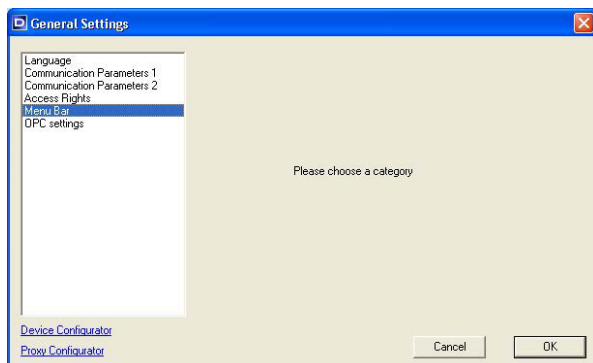 General Settings
Language
Communication Parameters 1
Communication Parameters 2
Access Rights
Menu Bar
OPC settings
Please choose a category
Device Configurator
Proxy Configurator
Cancel
OK